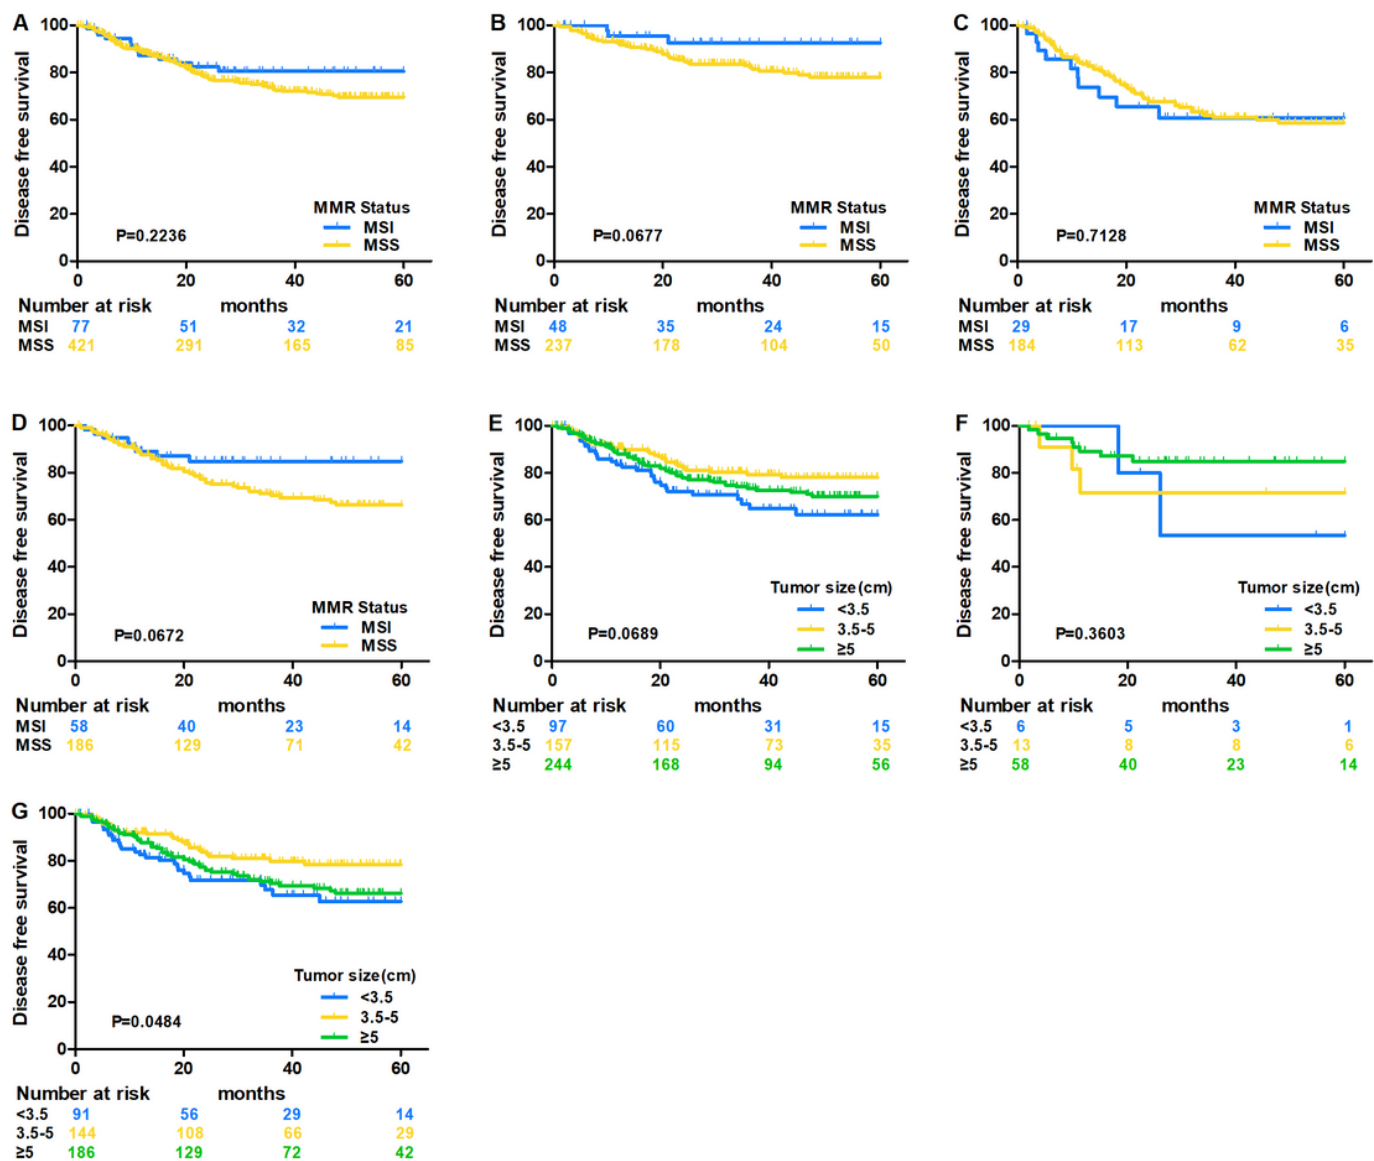 A
Disease free survival
100
80
60
40
20
0
MMR Status
MSI
MSS
P=0.2236
0 20 40 60
Number at risk months
MSI 77 51 32 21
MSS 421 291 165 85
B
Disease free survival
100
80
60
40
20
0
MMR Status
MSI
MSS
P=0.0677
0 20 40 60
Number at risk months
MSI 48 35 24 15
MSS 237 178 104 50
C
Disease free survival
100
80
60
40
20
0
MMR Status
MSI
MSS
P=0.7128
0 20 40 60
Number at risk months
MSI 29 17 9 6
MSS 184 113 62 35
D
Disease free survival
100
80
60
40
20
0
MMR Status
MSI
MSS
P=0.0672
0 20 40 60
Number at risk months
MSI 58 40 23 14
MSS 186 129 71 42
E
Disease free survival
100
80
60
40
20
0
Tumor size(cm)
<3.5
3.5-5
≥5
P=0.0689
0 20 40 60
Number at risk months
<3.5 97 60 31 15
3.5-5 157 115 73 35
≥5 244 168 94 56
F
Disease free survival
100
80
60
40
20
0
Tumor size(cm)
<3.5
3.5-5
≥5
P=0.3603
0 20 40 60
Number at risk months
<3.5 6 5 3 1
3.5-5 13 8 8 6
≥5 58 40 23 14
G
Disease free survival
100
80
60
40
20
0
Tumor size(cm)
<3.5
3.5-5
≥5
P=0.0484
0 20 40 60
Number at risk months
<3.5 91 56 29 14
3.5-5 144 108 66 29
≥5 186 129 72 42